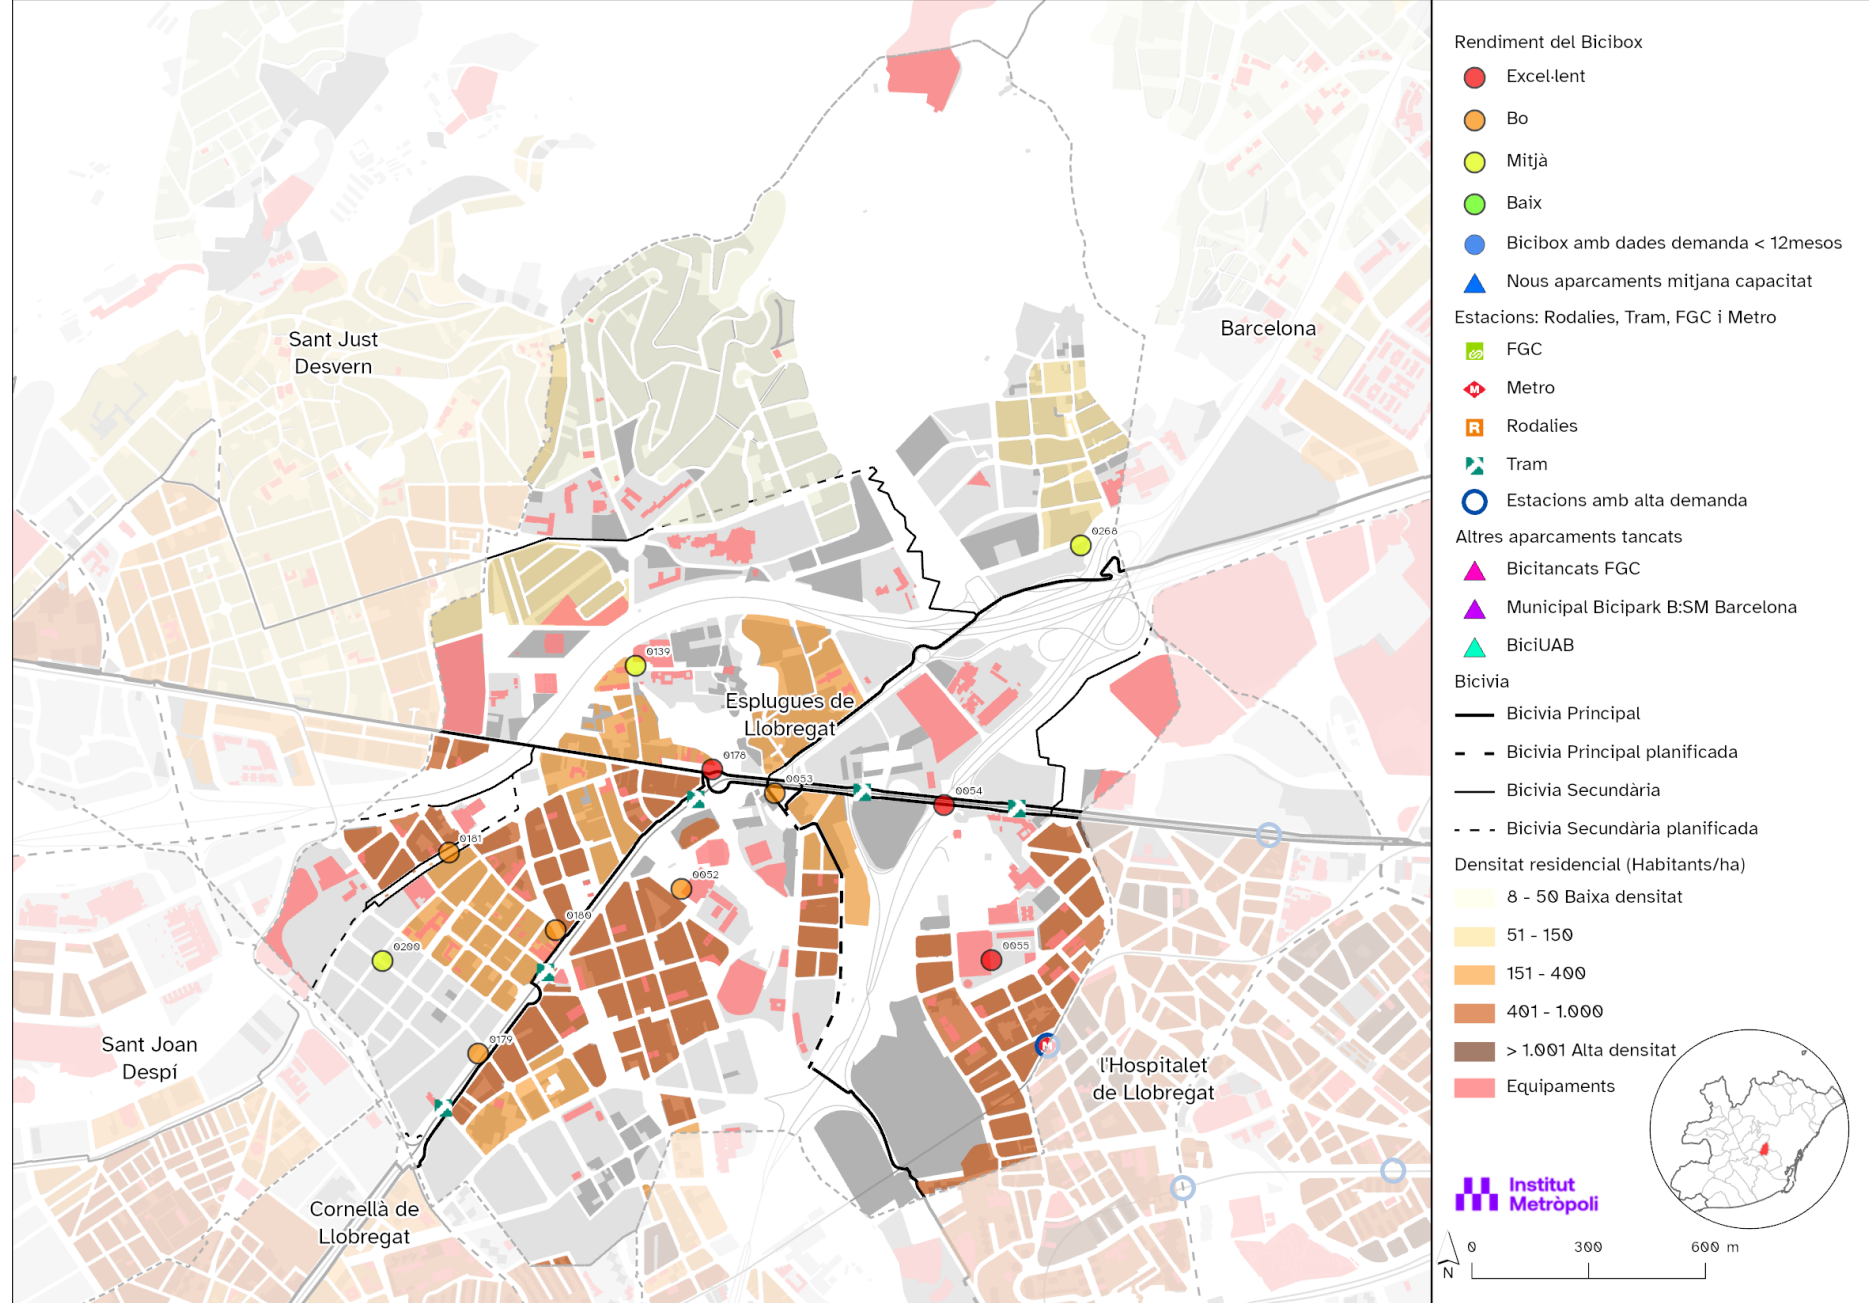 Sant Just
Desvern
Barcelona
0268
0139
Esplugues de
Llobregat
0178
0053
0054
0181
0052
0180
0200
0055
0179
Sant Joan
Despí
l'Hospitalet
de Llobregat
Cornellà de
Llobregat
Rendiment del Bicibox
Excel·lent
Bo
Mitjà
Baix
Bicibox amb dades demanda < 12mesos
Nous aparcaments mitjana capacitat
Estacions: Rodalies, Tram, FGC i Metro
FGC
M Metro
R Rodalies
Tram
Estacions amb alta demanda
Altres aparcaments tancats
Bicitancats FGC
Municipal Bicipark B:SM Barcelona
BiciUAB
Bicivia
Bicivia Principal
Bicivia Principal planificada
Bicivia Secundària
Bicivia Secundària planificada
Densitat residencial (Habitants/ha)
8 - 50 Baixa densitat
51 - 150
151 - 400
401 - 1.000
> 1.001 Alta densitat
Equipaments
Institut
Metròpoli
N
0 300 600 m